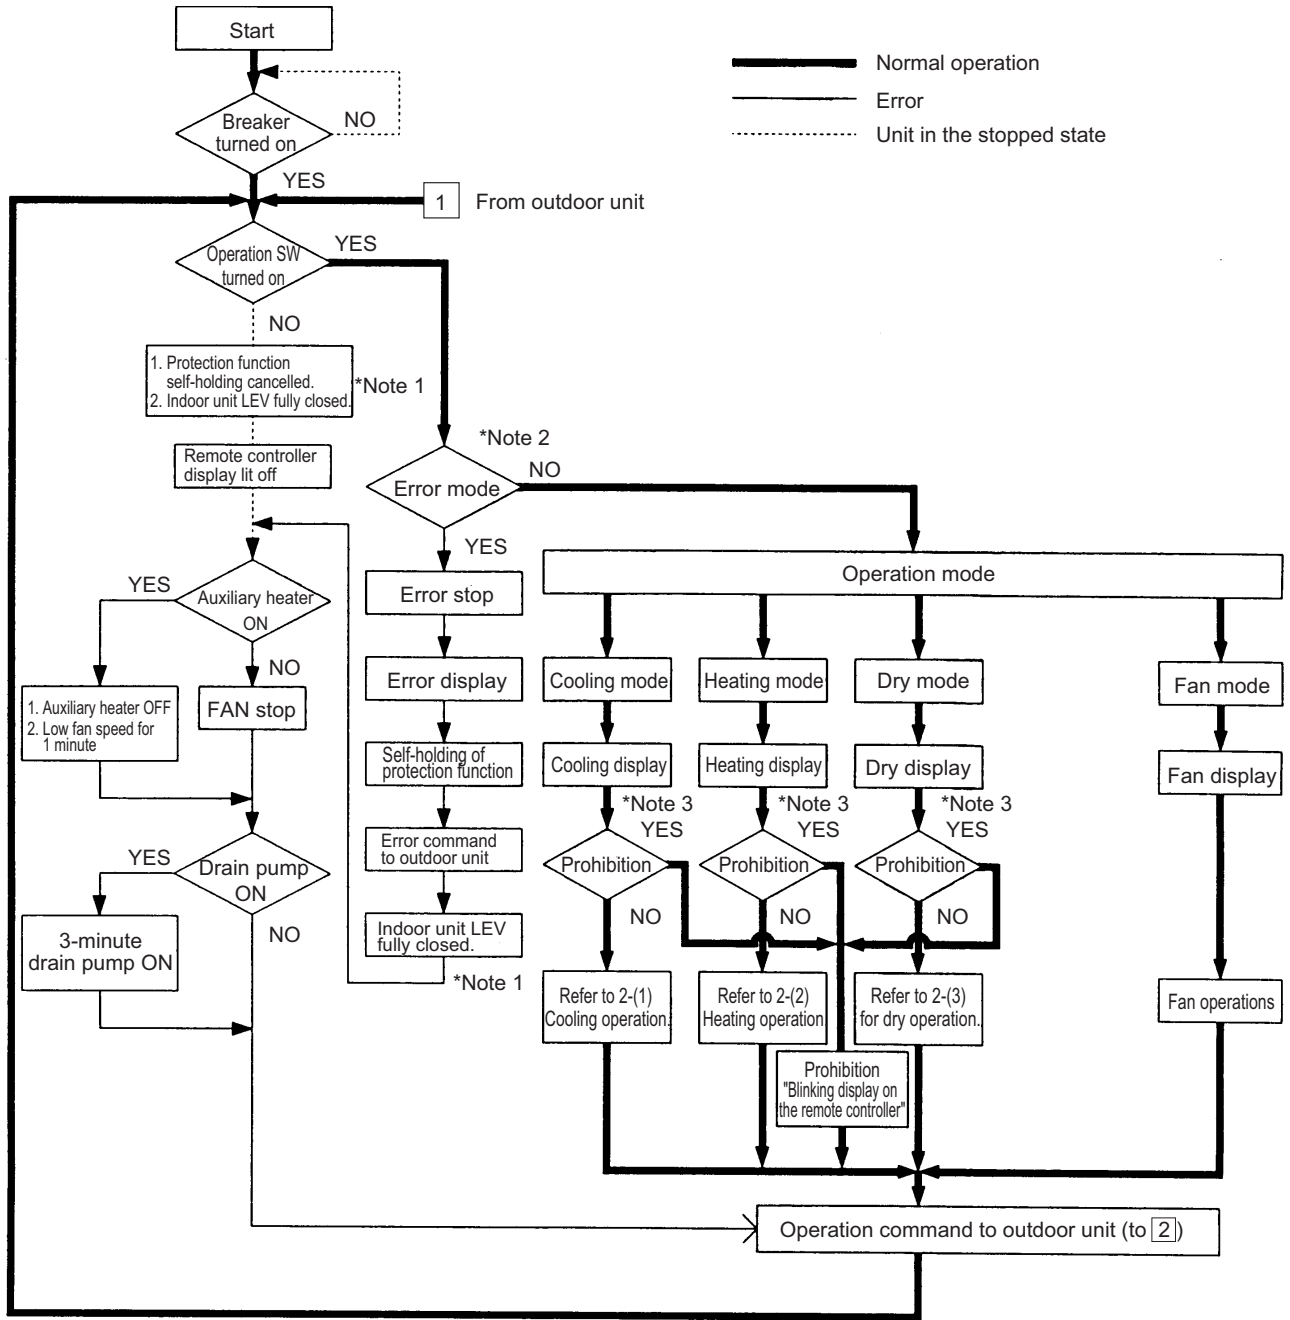 Start
Normal operation
Error
Unit in the stopped state
Breaker
turned on
NO
YES
1
From outdoor unit
Operation SW
turned on
YES
NO
1. Protection function
self-holding cancelled.
2. Indoor unit LEV fully closed.
*Note 1
Remote controller
display lit off
*Note 2
Error mode
NO
YES
Auxiliary heater
ON
YES
NO
1. Auxiliary heater OFF
2. Low fan speed for
1 minute
FAN stop
Drain pump
ON
YES
NO
3-minute
drain pump ON
Error stop
Error display
Self-holding of
protection function
Error command
to outdoor unit
Indoor unit LEV
fully closed.
*Note 1
Operation mode
Cooling mode
Heating mode
Dry mode
Fan mode
Cooling display
Heating display
Dry display
Fan display
*Note 3
YES
*Note 3
YES
*Note 3
YES
Prohibition
Prohibition
Prohibition
NO
NO
NO
Refer to 2-(1)
Cooling operation.
Refer to 2-(2)
Heating operation
Refer to 2-(3)
for dry operation..
Fan operations
Prohibition
"Blinking display on
the remote controller"
Operation command to outdoor unit (to 2)